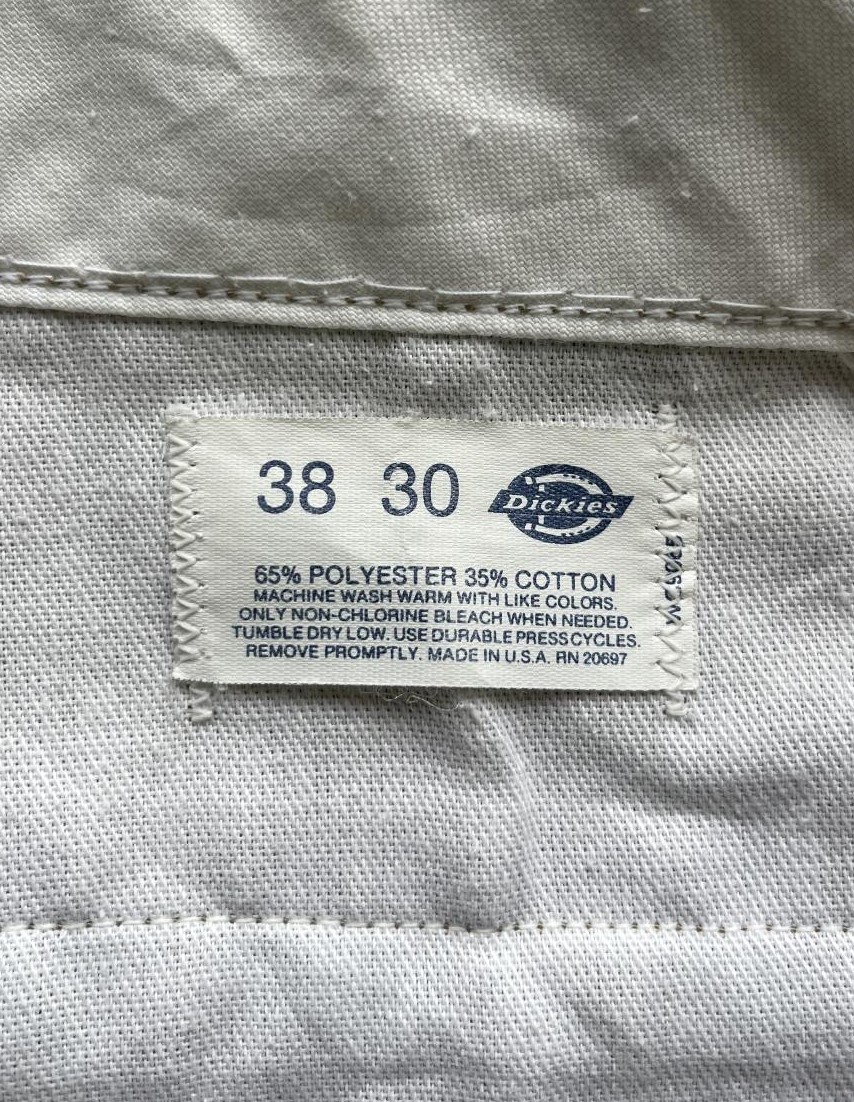 38 30 Dickies
65% POLYESTER 35% COTTON
MACHINE WASH WARM WITH LIKE COLORS.
ONLY NON-CHLORINE BLEACH WHEN NEEDED.
TUMBLE DRY LOW. USE DURABLE PRESS CYCLES.
REMOVE PROMPTLY. MADE IN U.S.A. RN 20697